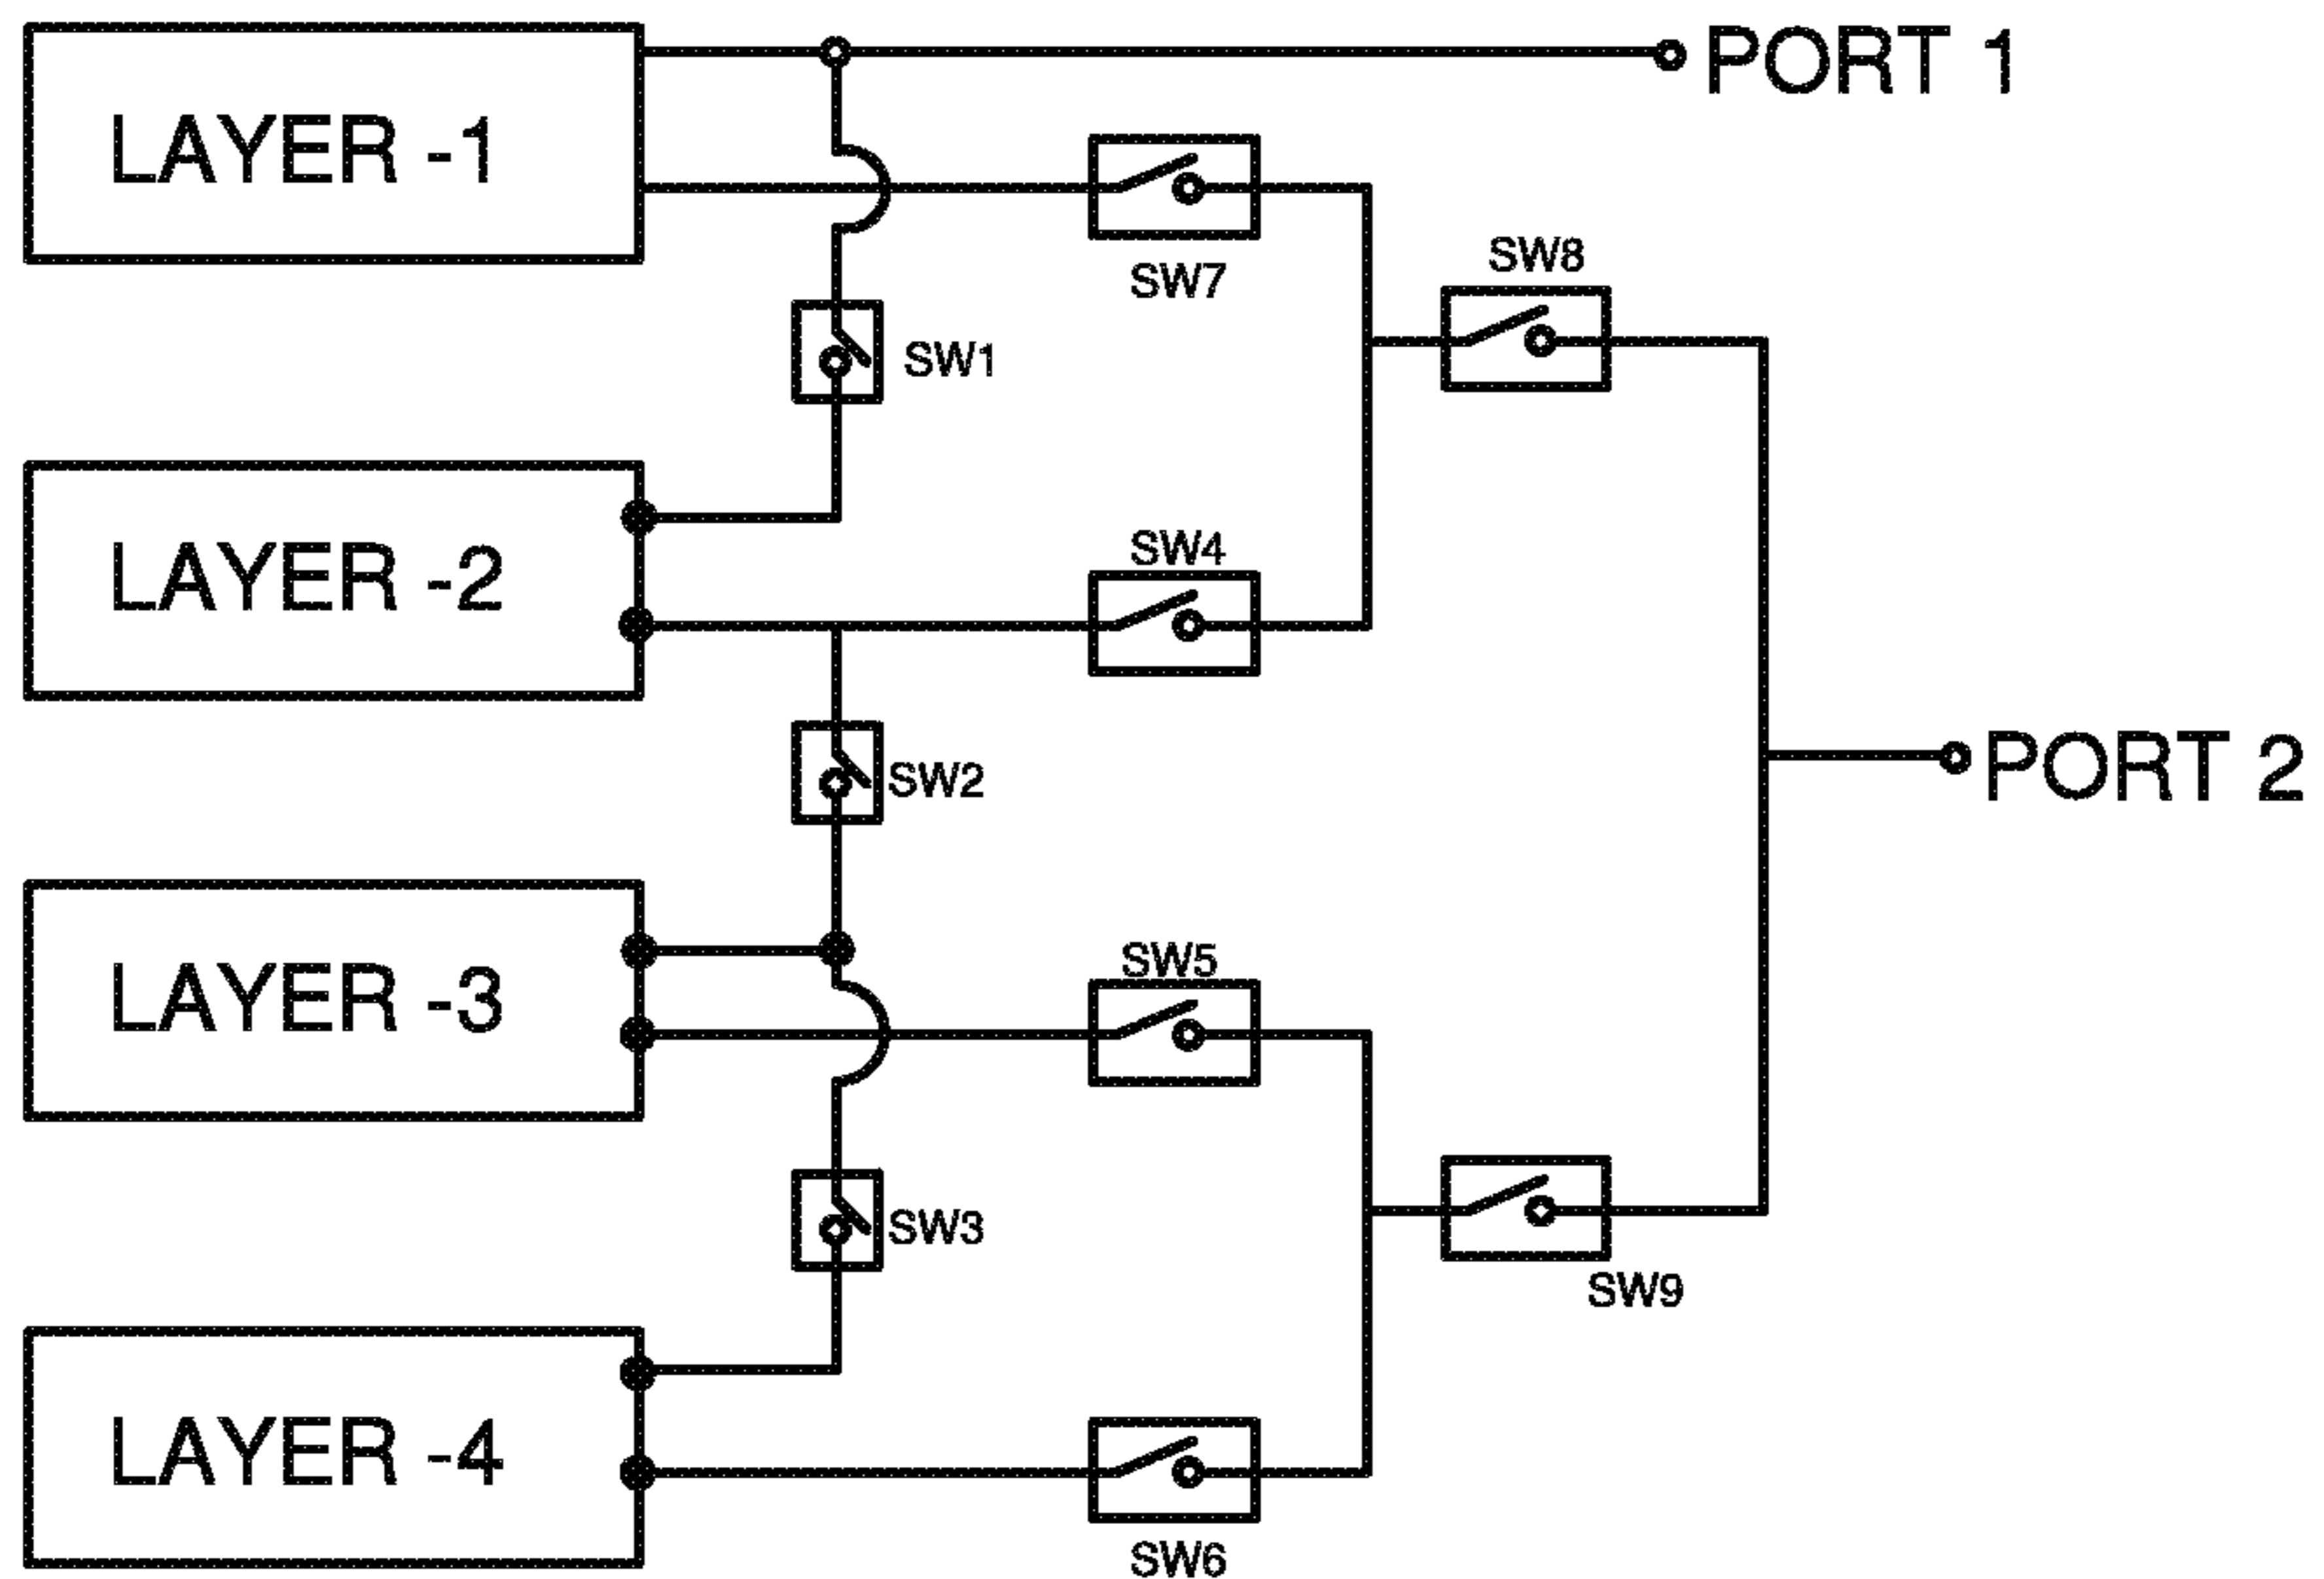 PORT 1
LAYER -1
SW7
SW8
SW1
LAYER -2
SW4
SW2
PORT 2
LAYER -3
SW5
SW3
SW9
LAYER -4
SW6